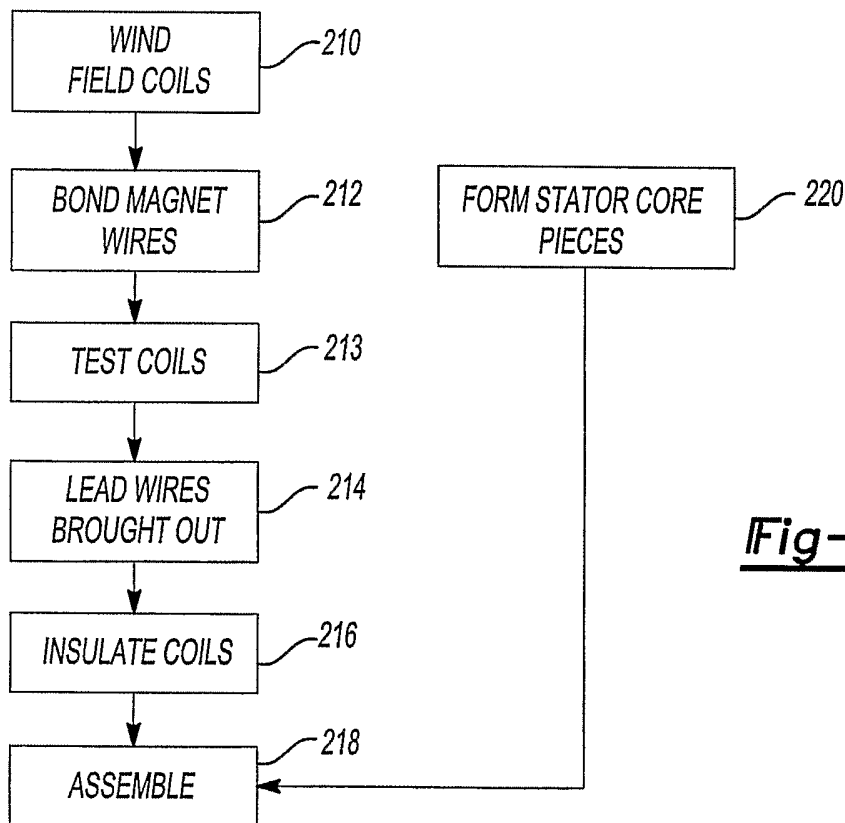 WIND
FIELD COILS
210
BOND MAGNET
WIRES
212
FORM STATOR CORE
PIECES
220
TEST COILS
213
LEAD WIRES
BROUGHT OUT
214
Fig-
INSULATE COILS
216
ASSEMBLE
218